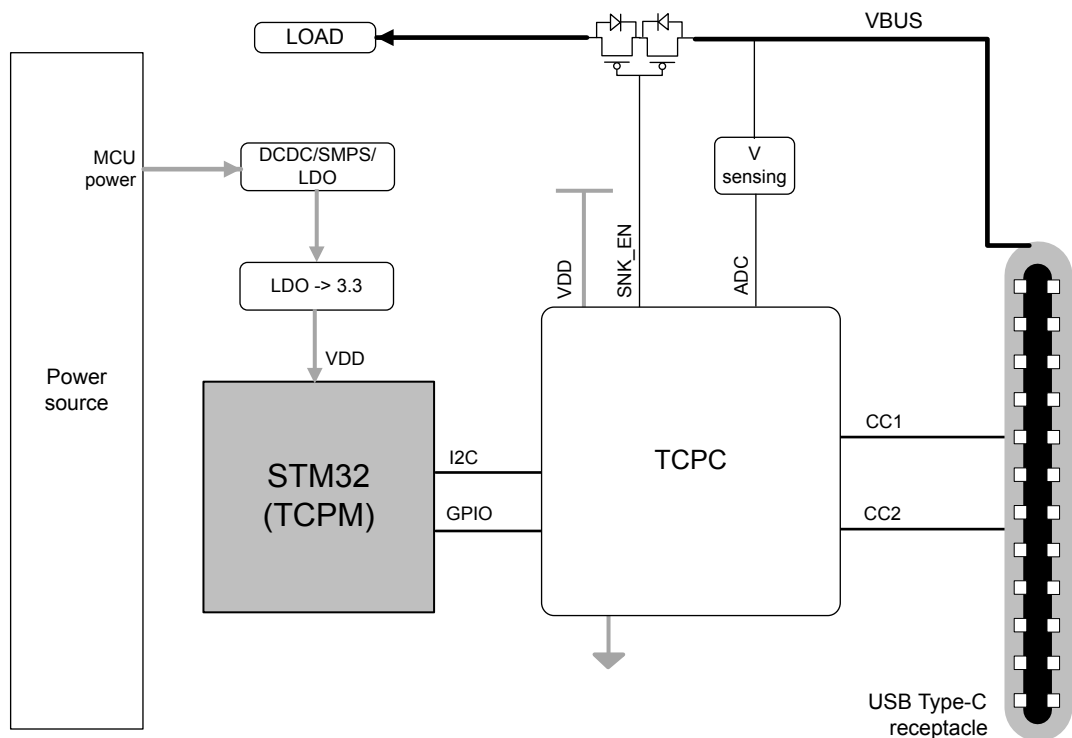 LOAD
VBUS
MCU
power
DCDC/SMPS/
LDO
V
sensing
VDD
SNK_EN
ADC
LDO -> 3.3
VDD
Power
source
STM32
(TCPM)
I2C
GPIO
TCPC
CC1
CC2
USB Type-C
receptacle